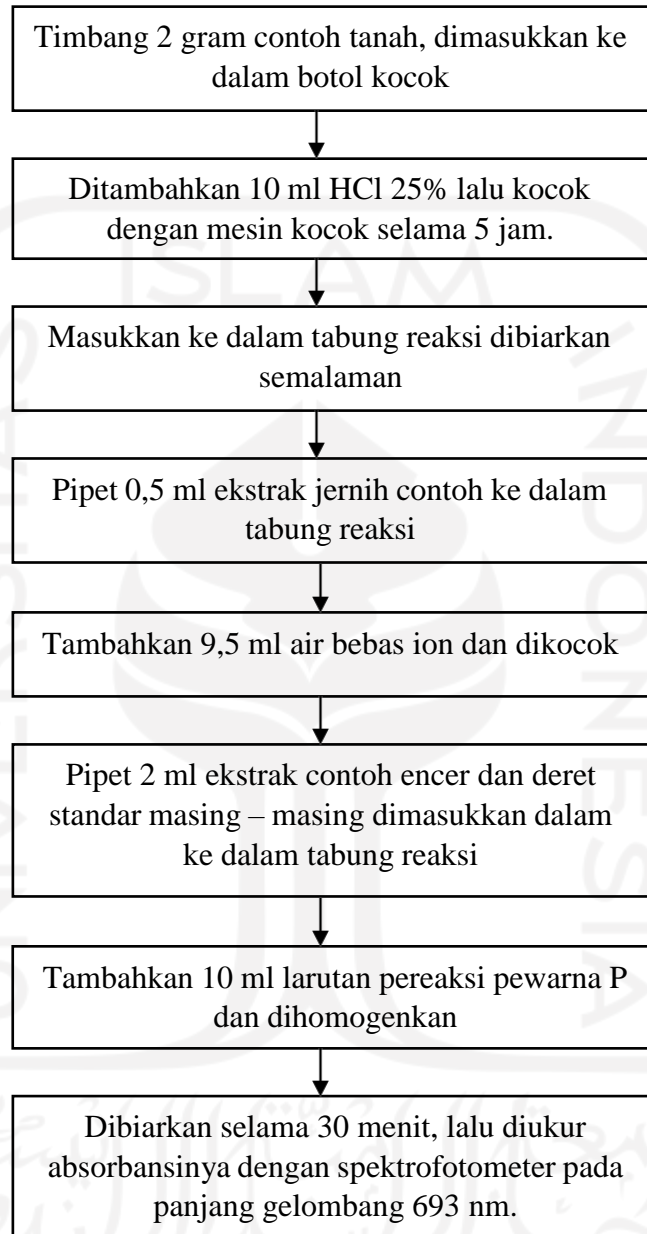 Timbang 2 gram contoh tanah, dimasukkan ke
dalam botol kocok
Ditambahkan 10 ml HCl 25% lalu kocok
dengan mesin kocok selama 5 jam.
Masukkan ke dalam tabung reaksi dibiarkan
semalaman
Pipet 0,5 ml ekstrak jernih contoh ke dalam
tabung reaksi
Tambahkan 9,5 ml air bebas ion dan dikocok
Pipet 2 ml ekstrak contoh encer dan deret
standar masing – masing dimasukkan dalam
ke dalam tabung reaksi
Tambahkan 10 ml larutan pereaksi pewarna P
dan dihomogenkan
Dibiarkan selama 30 menit, lalu diukur
absorbansinya dengan spektrofotometer pada
panjang gelombang 693 nm.
ISLAM
INDONESIA